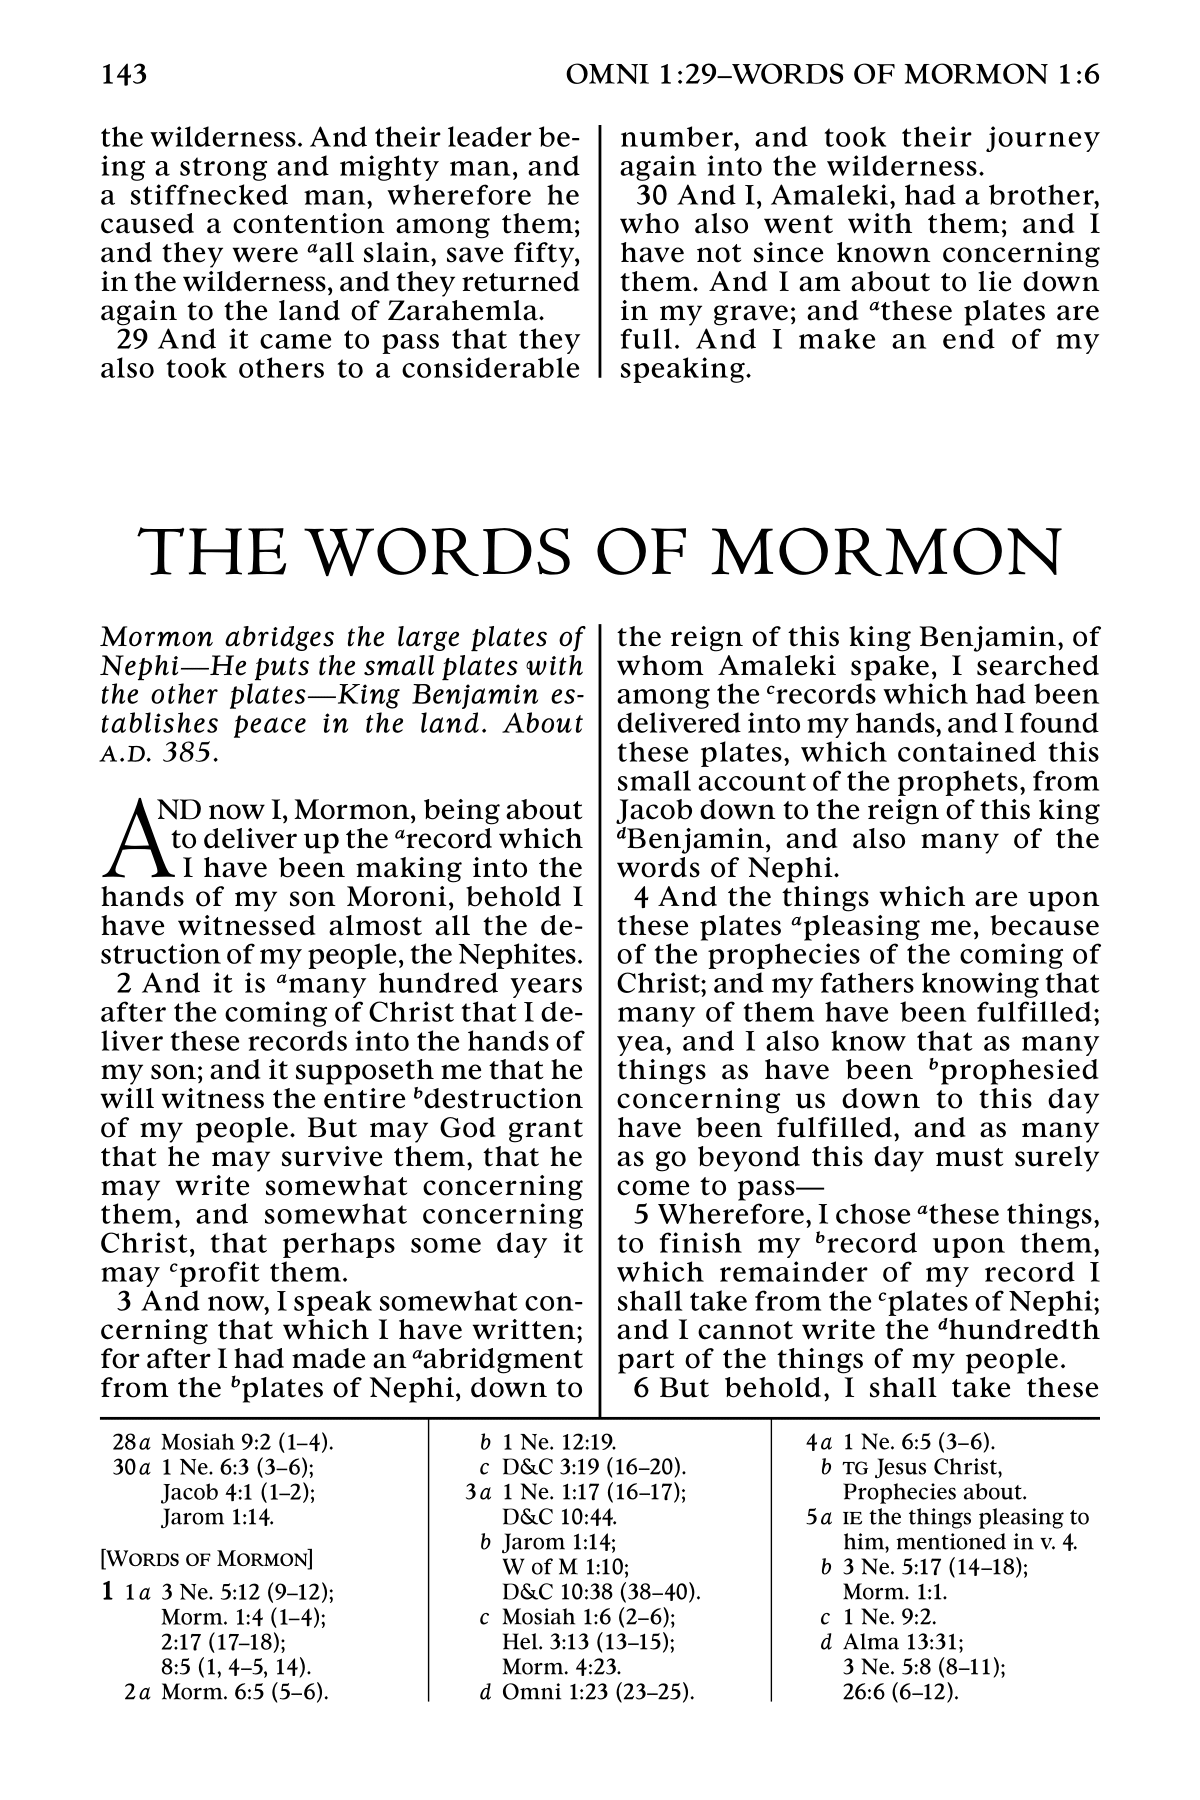 143
OMNI 1:29–WORDS OF MORMON 1:6
the wilderness. And their leader be-
ing a strong and mighty man, and
a stiffnecked man, wherefore he
caused a contention among them;
and they were aall slain, save fifty,
in the wilderness, and they returned
again to the land of Zarahemla.
29 And it came to pass that they
also took others to a considerable
number, and took their journey
again into the wilderness.
30 And I, Amaleki, had a brother,
who also went with them; and I
have not since known concerning
them. And I am about to lie down
in my grave; and athese plates are
full. And I make an end of my
speaking.
THE WORDS OF MORMON
Mormon abridges the large plates of
Nephi—He puts the small plates with
the other plates—King Benjamin es-
tablishes peace in the land. About
A.D. 385.
AND now I, Mormon, being about
to deliver up the arecord which
I have been making into the
hands of my son Moroni, behold I
have witnessed almost all the de-
struction of my people, the Nephites.
2 And it is amany hundred years
after the coming of Christ that I de-
liver these records into the hands of
my son; and it supposeth me that he
will witness the entire bdestruction
of my people. But may God grant
that he may survive them, that he
may write somewhat concerning
them, and somewhat concerning
Christ, that perhaps some day it
may cprofit them.
3 And now, I speak somewhat con-
cerning that which I have written;
for after I had made an aabridgment
from the bplates of Nephi, down to
the reign of this king Benjamin, of
whom Amaleki spake, I searched
among the crecords which had been
delivered into my hands, and I found
these plates, which contained this
small account of the prophets, from
Jacob down to the reign of this king
dBenjamin, and also many of the
words of Nephi.
4 And the things which are upon
these plates apleasing me, because
of the prophecies of the coming of
Christ; and my fathers knowing that
many of them have been fulfilled;
yea, and I also know that as many
things as have been bprophesied
concerning us down to this day
have been fulfilled, and as many
as go beyond this day must surely
come to pass—
5 Wherefore, I chose athese things,
to finish my brecord upon them,
which remainder of my record I
shall take from the cplates of Nephi;
and I cannot write the dhundredth
part of the things of my people.
6 But behold, I shall take these
28a Mosiah 9:2 (1–4).
30a 1 Ne. 6:3 (3–6);
Jacob 4:1 (1–2);
Jarom 1:14.
[WORDS OF MORMON]
1 1a 3 Ne. 5:12 (9–12);
Morm. 1:4 (1–4);
2:17 (17–18);
8:5 (1, 4–5, 14).
2a Morm. 6:5 (5–6).
b 1 Ne. 12:19.
c D&C 3:19 (16–20).
3a 1 Ne. 1:17 (16–17);
D&C 10:44.
b Jarom 1:14;
W of M 1:10;
D&C 10:38 (38–40).
c Mosiah 1:6 (2–6);
Hel. 3:13 (13–15);
Morm. 4:23.
d Omni 1:23 (23–25).
4a 1 Ne. 6:5 (3–6).
b TG Jesus Christ,
Prophecies about.
5a IE the things pleasing to
him, mentioned in v. 4.
b 3 Ne. 5:17 (14–18);
Morm. 1:1.
c 1 Ne. 9:2.
d Alma 13:31;
3 Ne. 5:8 (8–11);
26:6 (6–12).